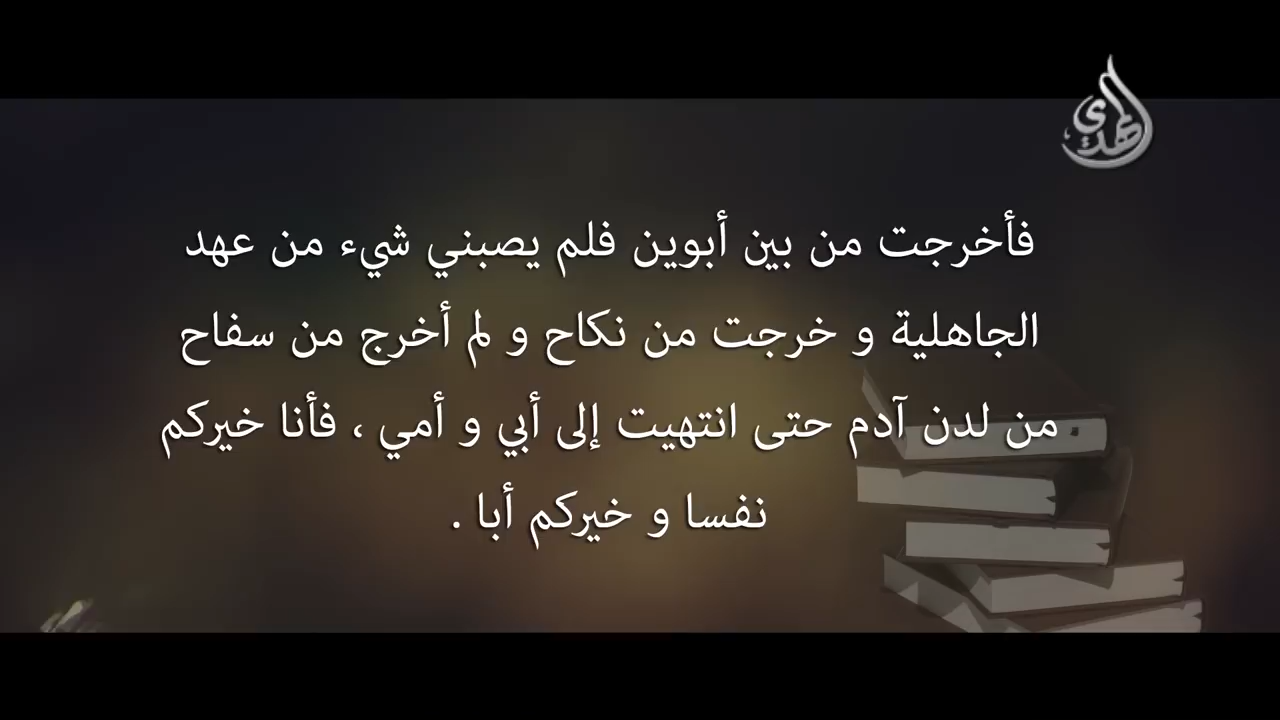 المهدي
فأخرجت من بين أبوين فلم يصبني شيء من عهد
الجاهلية و خرجت من نكاح و لم أخرج من سفاح
من لدن آدم حتى انتهيت إلى أبي و أمي ، فأنا خيركم
نفسا و خيركم أبا .